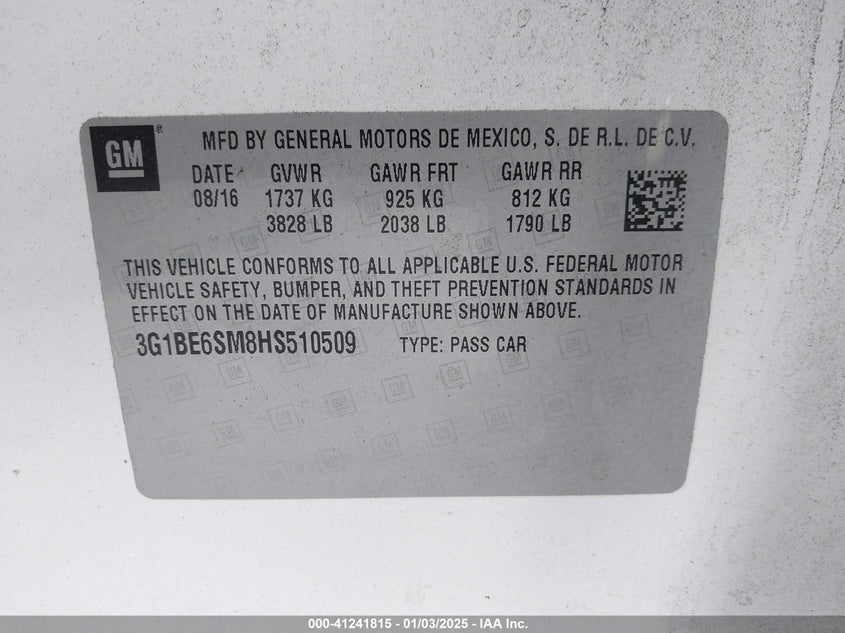 GM®
MFD BY GENERAL MOTORS DE MEXICO, S. DE R.L. DE C.V.
DATE GVWR GAWR FRT GAWR RR
08/16 1737 KG 925 KG 812 KG
3828 LB 2038 LB 1790 LB
THIS VEHICLE CONFORMS TO ALL APPLICABLE U.S. FEDERAL MOTOR
VEHICLE SAFETY, BUMPER, AND THEFT PREVENTION STANDARDS IN
EFFECT ON THE DATE OF MANUFACTURE SHOWN ABOVE.
3G1BE6SM8HS510509 TYPE: PASS CAR
000-41241815 - 01/03/2025 - IAA Inc.